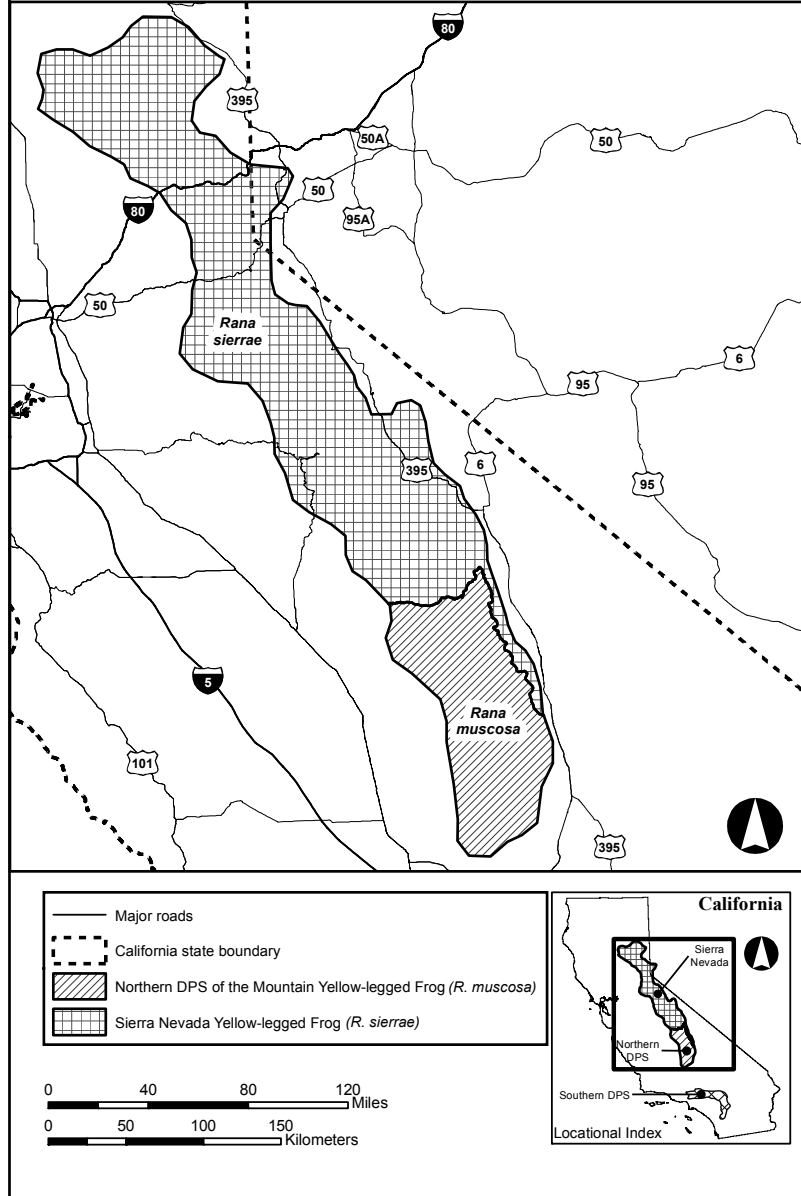 80
395
50A
50
50
95A
80
50
Rana
sierrae
6
95
395
6
95
5
Rana
muscosa
101
395
Major roads
California state boundary
Northern DPS of the Mountain Yellow-legged Frog (R. muscosa)
Sierra Nevada Yellow-legged Frog (R. sierrae)
0 40 80 120
Miles
0 50 100 150
Kilometers
California
Sierra
Nevada
Northern
DPS
Southern DPS
Locational Index